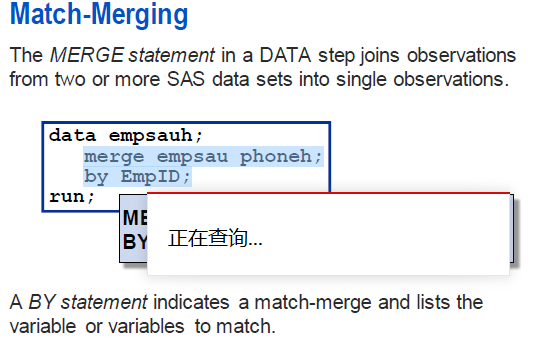 Match-Merging
The MERGE statement in a DATA step joins observations
from two or more SAS data sets into single observations.
data empsauh;
merge empsau phoneh;
by EmpID;
run;
ME
BY
正在查询...
A BY statement indicates a match-merge and lists the
variable or variables to match.